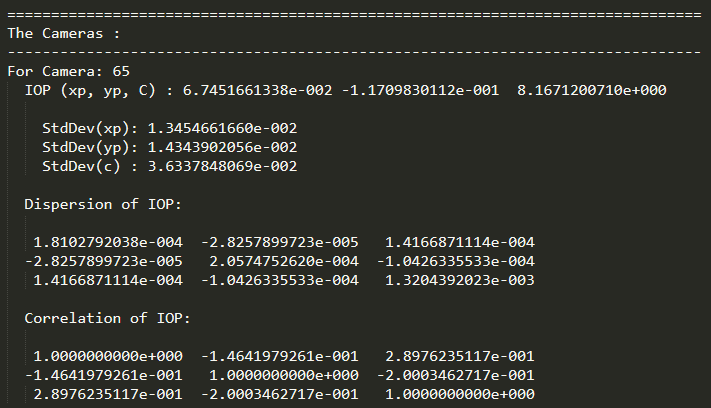 ===================================================================================
The Cameras :
-----------------------------------------------------------------------------------
For Camera: 65
IOP (xp, yp, C) : 6.7451661338e-002 -1.1709830112e-001 8.1671200710e+000
StdDev(xp): 1.3454661660e-002
StdDev(yp): 1.4343902056e-002
StdDev(c) : 3.6337848069e-002
Dispersion of IOP:
1.8102792038e-004 -2.8257899723e-005 1.4166871114e-004
-2.8257899723e-005 2.0574752620e-004 -1.0426335533e-004
1.4166871114e-004 -1.0426335533e-004 1.3204392023e-003
Correlation of IOP:
1.0000000000e+000 -1.4641979261e-001 2.8976235117e-001
-1.4641979261e-001 1.0000000000e+000 -2.0003462717e-001
2.8976235117e-001 -2.0003462717e-001 1.0000000000e+000